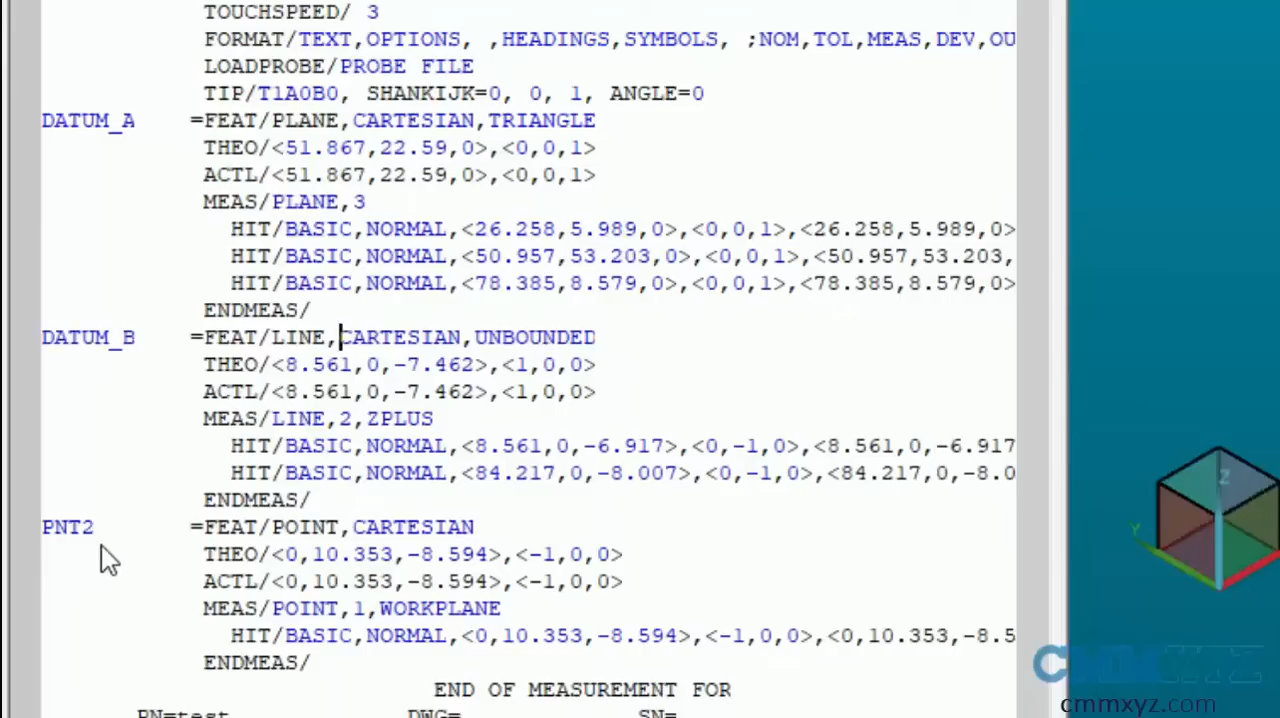 TOUCHSPEED/ 3
FORMAT/TEXT,OPTIONS, ,HEADINGS,SYMBOLS, ;NOM,TOL,MEAS,DEV,OU
LOADPROBE/PROBE FILE
TIP/T1A0B0, SHANKIJK=0, 0, 1, ANGLE=0
DATUM_A =FEAT/PLANE,CARTESIAN,TRIANGLE
THEO/<51.867,22.59,0>,<0,0,1>
ACTL/<51.867,22.59,0>,<0,0,1>
MEAS/PLANE,3
HIT/BASIC,NORMAL,<26.258,5.989,0>,<0,0,1>,<26.258,5.989,0>
HIT/BASIC,NORMAL,<50.957,53.203,0>,<0,0,1>,<50.957,53.203,
HIT/BASIC,NORMAL,<78.385,8.579,0>,<0,0,1>,<78.385,8.579,0>
ENDMEAS/
DATUM_B =FEAT/LINE,CARTESIAN,UNBOUNDED
THEO/<8.561,0,-7.462>,<1,0,0>
ACTL/<8.561,0,-7.462>,<1,0,0>
MEAS/LINE,2,ZPLUS
HIT/BASIC,NORMAL,<8.561,0,-6.917>,<0,-1,0>,<8.561,0,-6.917
HIT/BASIC,NORMAL,<84.217,0,-8.007>,<0,-1,0>,<84.217,0,-8.0
ENDMEAS/
PNT2 =FEAT/POINT,CARTESIAN
THEO/<0,10.353,-8.594>,<-1,0,0>
ACTL/<0,10.353,-8.594>,<-1,0,0>
MEAS/POINT,1,WORKPLANE
HIT/BASIC,NORMAL,<0,10.353,-8.594>,<-1,0,0>,<0,10.353,-8.5
ENDMEAS/
END OF MEASUREMENT FOR
PN=test DWG= SN=
Z
Y
CMMXYZ
cmmxyz.com